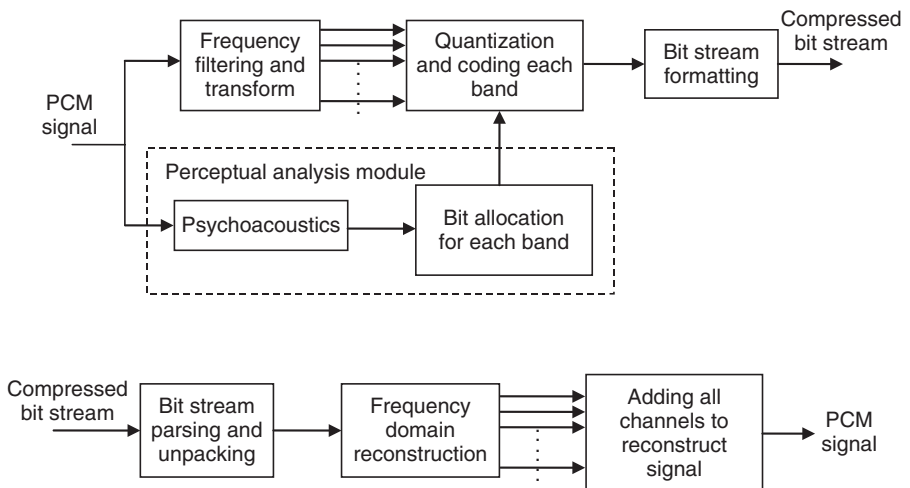 PCM
signal
Frequency
filtering and
transform
Quantization
and coding each
band
Bit stream
formatting
Compressed
bit stream
Perceptual analysis module
Psychoacoustics
Bit allocation
for each band
Compressed
bit stream
Bit stream
parsing and
unpacking
Frequency
domain
reconstruction
Adding all
channels to
reconstruct
signal
PCM
signal